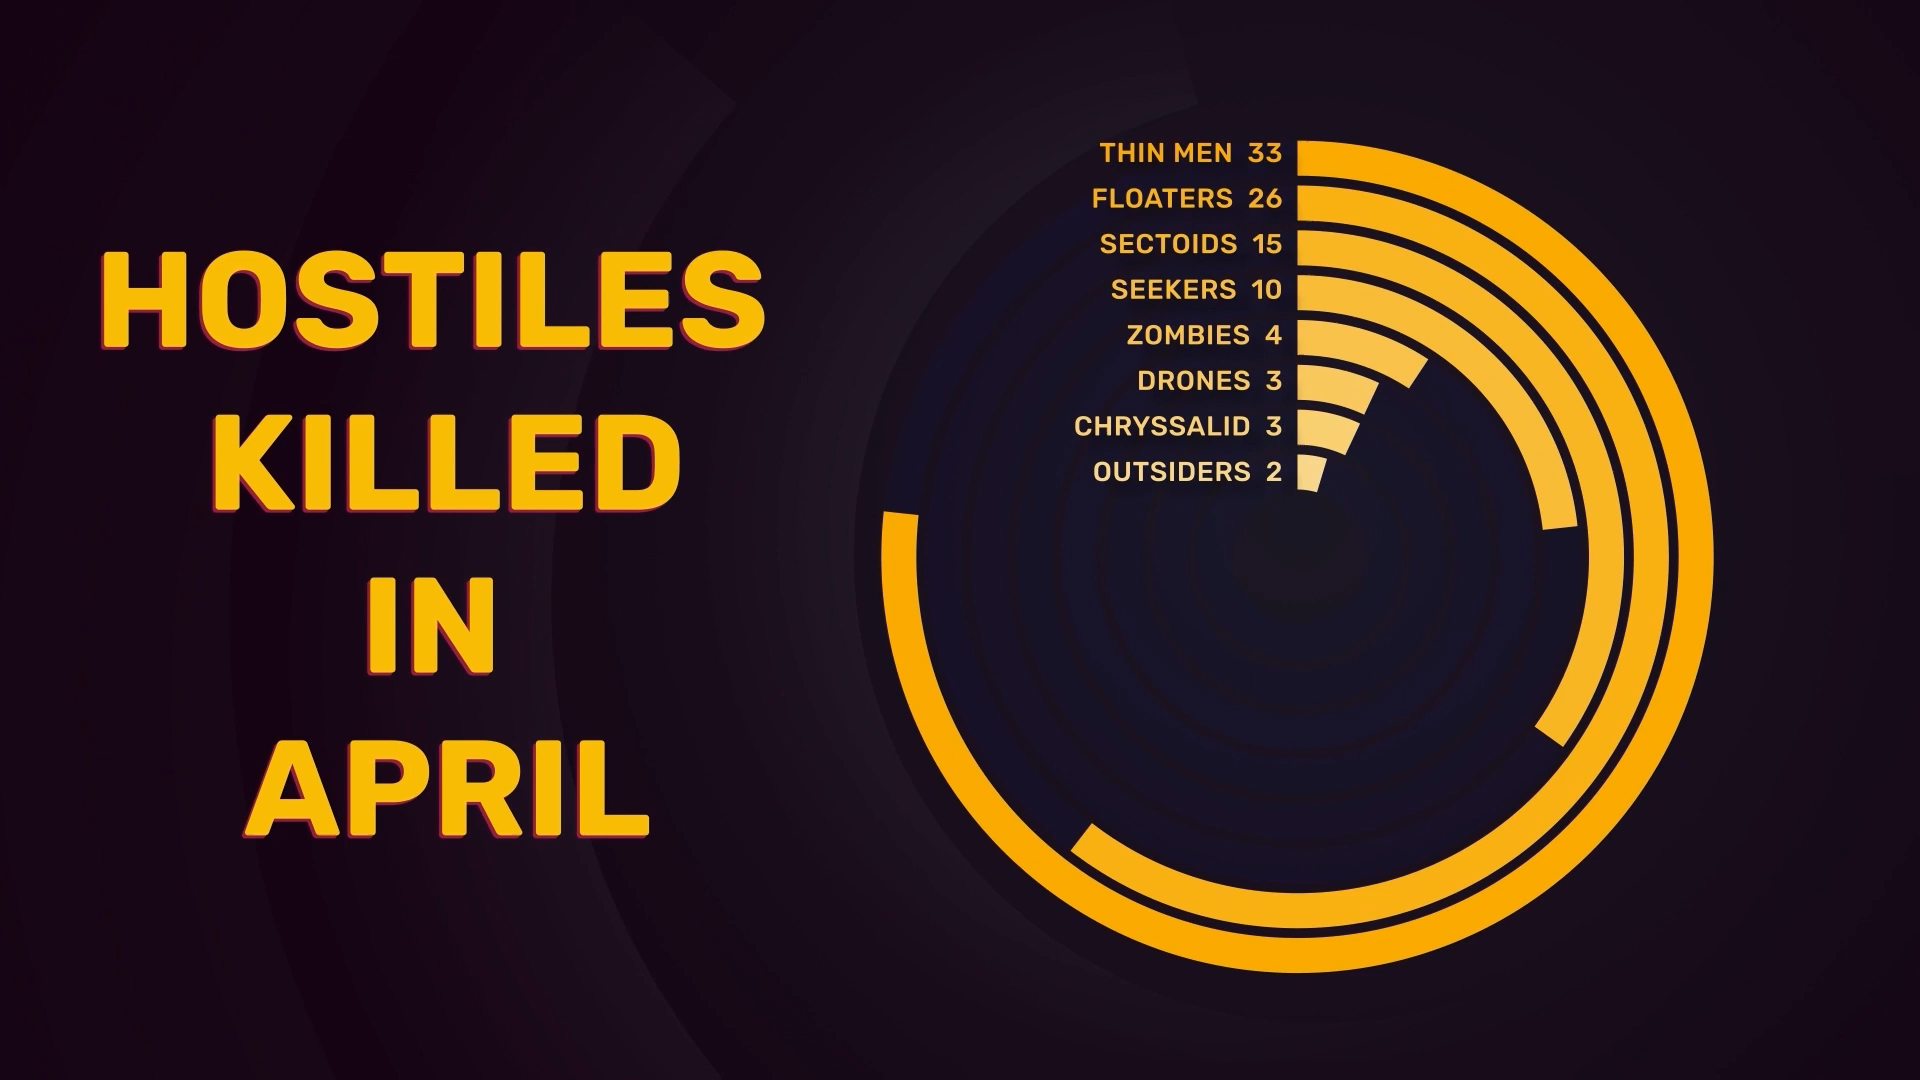 HOSTILES
KILLED
IN
APRIL
THIN MEN 33
FLOATERS 26
SECTOIDS 15
SEEKERS 10
ZOMBIES 4
DRONES 3
CHRYSSALID 3
OUTSIDERS 2